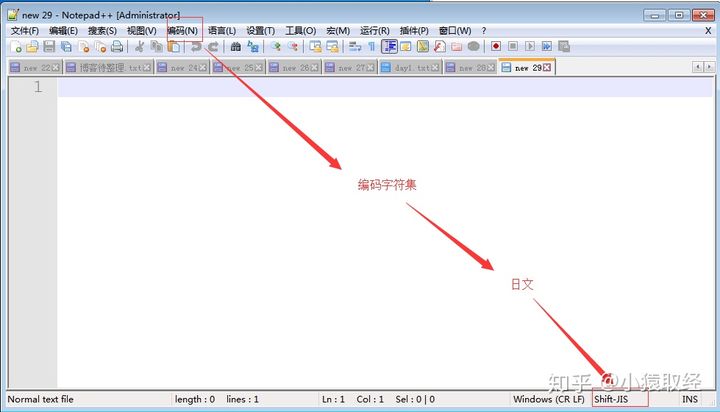 new 29 - Notepad++ [Administrator]
文件(F) 编辑(E) 搜索(S) 视图(V) 编码(N) 语言(L) 设置(T) 工具(O) 宏(M) 运行(R) 插件(P) 窗口(W) ? X
new 22 博客待整理.txt new 24 new 25 new 26 new 27 day1.txt new 28 new 29
1
编码字符集
日文
知乎 @小猿取经
Normal text file length : 0 lines : 1 Ln : 1 Col : 1 Sel : 0 | 0 Windows (CR LF) Shift-JIS INS